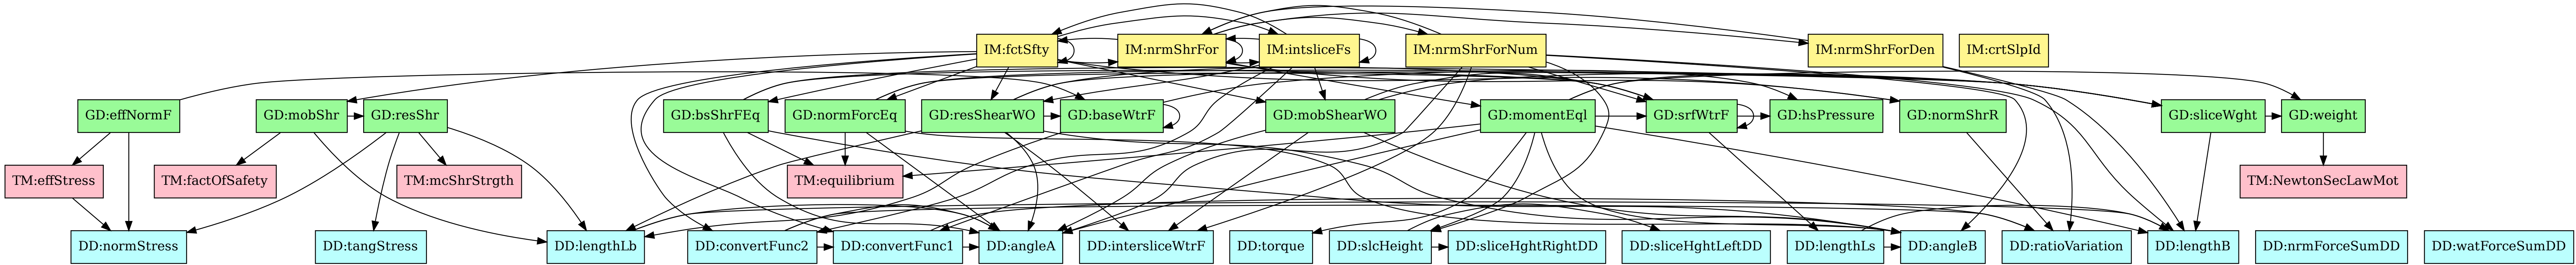 IM:fctSfty
IM:nrmShrFor
IM:intsliceFs
IM:nrmShrForNum
IM:nrmShrForDen
IM:crtSlpId
GD:effNormF
GD:mobShr
GD:resShr
GD:bsShrFEq
GD:normForcEq
GD:resShearWO
GD:baseWtrF
GD:mobShearWO
GD:momentEql
GD:srfWtrF
GD:hsPressure
GD:normShrR
GD:sliceWght
GD:weight
TM:effStress
TM:factOfSafety
TM:mcShrStrgth
TM:equilibrium
TM:NewtonSecLawMot
DD:normStress
DD:tangStress
DD:lengthLb
DD:convertFunc2
DD:convertFunc1
DD:angleA
DD:intersliceWtrF
DD:torque
DD:slcHeight
DD:sliceHghtRightDD
DD:sliceHghtLeftDD
DD:lengthLs
DD:angleB
DD:ratioVariation
DD:lengthB
DD:nrmForceSumDD
DD:watForceSumDD